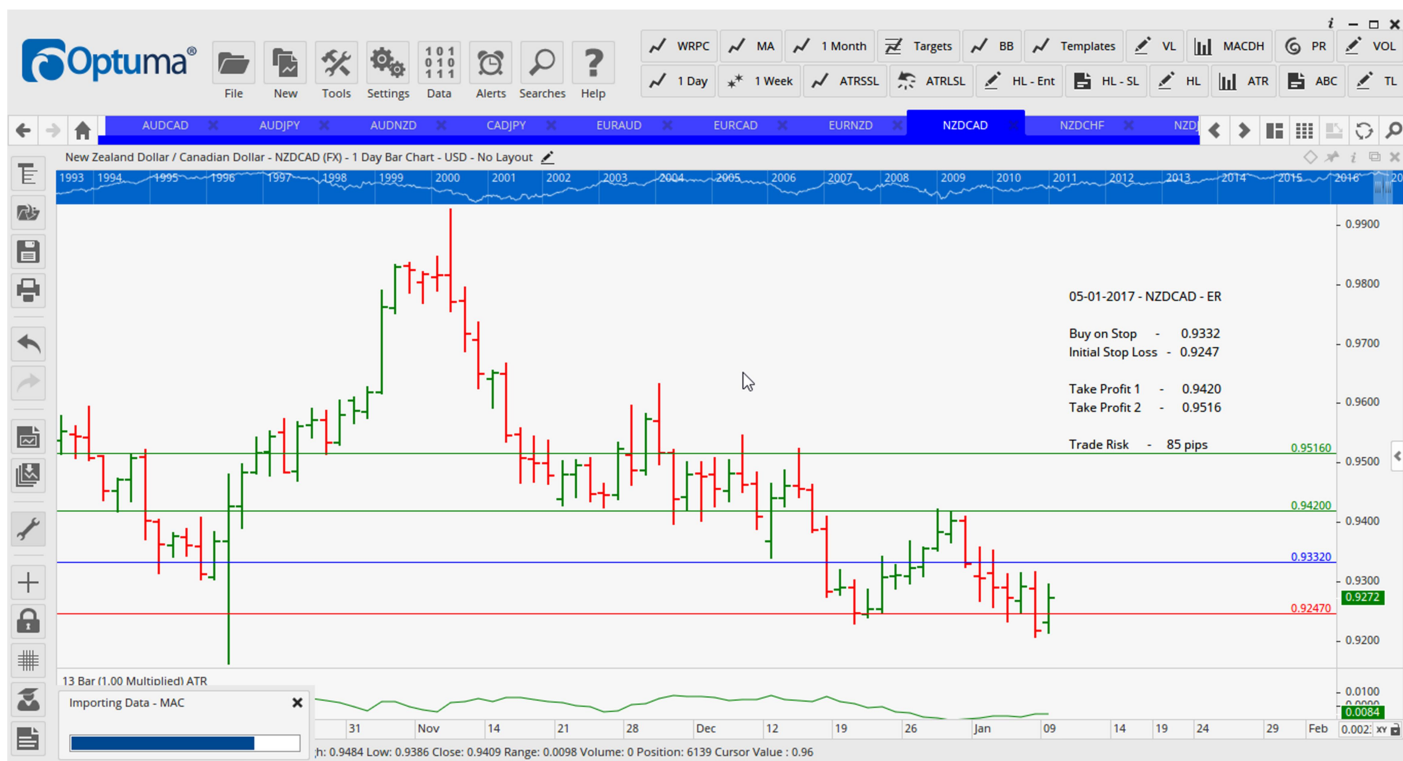 Optuma®
File New Tools Settings Data Alerts Searches Help
WRPC MA 1 Month Targets BB Templates VL MACDH PR VOL
1 Day 1 Week ATRSSL ATRLSL HL - Ent HL - SL HL ATR ABC TL
AUDCAD AUDJPY AUDNZD CADJPY EURAUD EURCAD EURNZD NZDCAD NZDCHF NZDJ
New Zealand Dollar / Canadian Dollar - NZDCAD (FX) - 1 Day Bar Chart - USD - No Layout
1993 1994 1995 1996 1997 1998 1999 2000 2001 2002 2003 2004 2005 2006 2007 2008 2009 2010 2011 2012 2013 2014 2015 2016 20
0.9900
0.9800
05-01-2017 - NZDCAD - ER
Buy on Stop - 0.9332
0.9700
Initial Stop Loss - 0.9247
Take Profit 1 - 0.9420
0.9600
Take Profit 2 - 0.9516
Trade Risk - 85 pips
0.95160
0.9500
0.94200
0.9400
0.93320
0.9300
0.9272
0.92470
0.9200
13 Bar (1.00 Multiplied) ATR
0.0100
Importing Data - MAC
0.0084
31 Nov 14 21 28 Dec 12 19 26 Jan 09 14 19 24 29 Feb 0.002 XY
h: 0.9484 Low: 0.9386 Close: 0.9409 Range: 0.0098 Volume: 0 Position: 6139 Cursor Value : 0.96